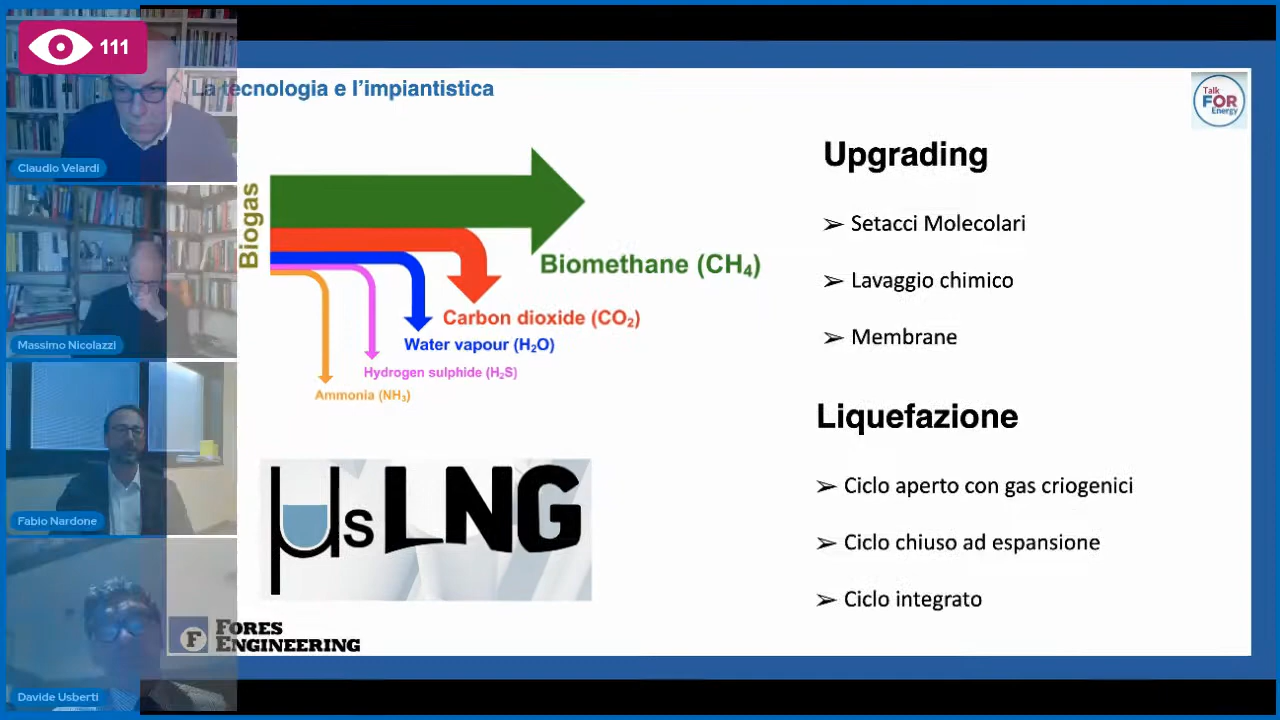 111
Claudio Velardi
Massimo Nicolazzi
Fabio Nardone
Davide Usberti
La tecnologia e l'impiantistica
Talk
FOR
Energy
Biogas
Biomethane (CH₄)
Carbon dioxide (CO₂)
Water vapour (H₂O)
Hydrogen sulphide (H₂S)
Ammonia (NH₃)
µsLNG
F
FORES
ENGINEERING
Upgrading
➢ Setacci Molecolari
➢ Lavaggio chimico
➢ Membrane
Liquefazione
➢ Ciclo aperto con gas criogenici
➢ Ciclo chiuso ad espansione
➢ Ciclo integrato